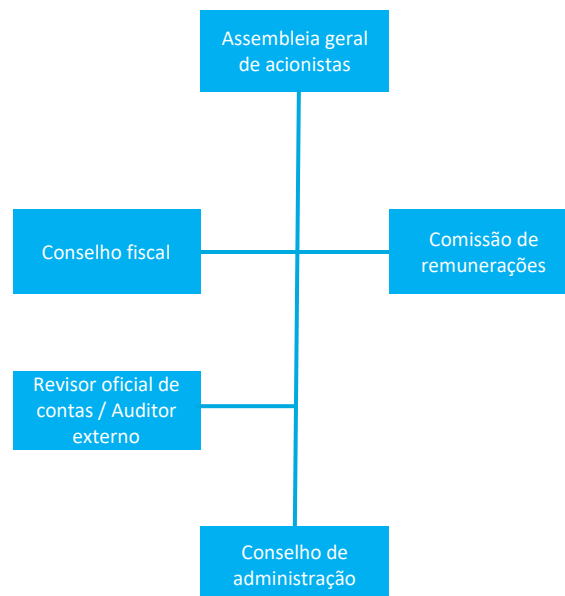 Assembleia geral
de acionistas
Conselho fiscal
Comissão de
remunerações
Revisor oficial de
contas / Auditor
externo
Conselho de
administração